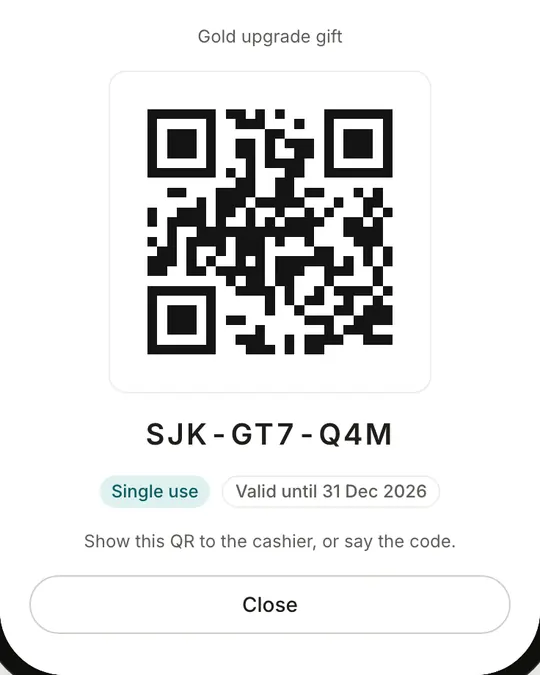 Gold upgrade gift
SJK-GT7-Q4M
Single use
Valid until 31 Dec 2026
Show this QR to the cashier, or say the code.
Close